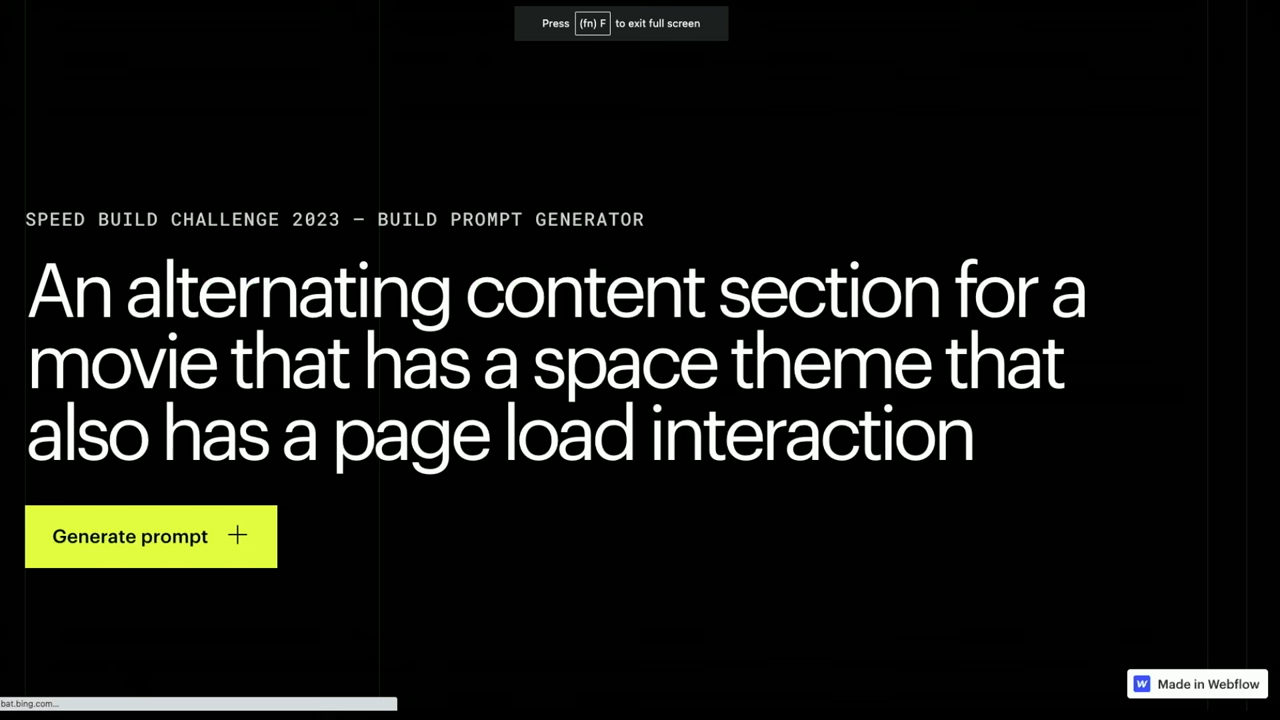 Press (fn) F to exit full screen
SPEED BUILD CHALLENGE 2023 — BUILD PROMPT GENERATOR
An alternating content section for a
movie that has a space theme that
also has a page load interaction
Generate prompt +
Made in Webflow
bat.bing.com...